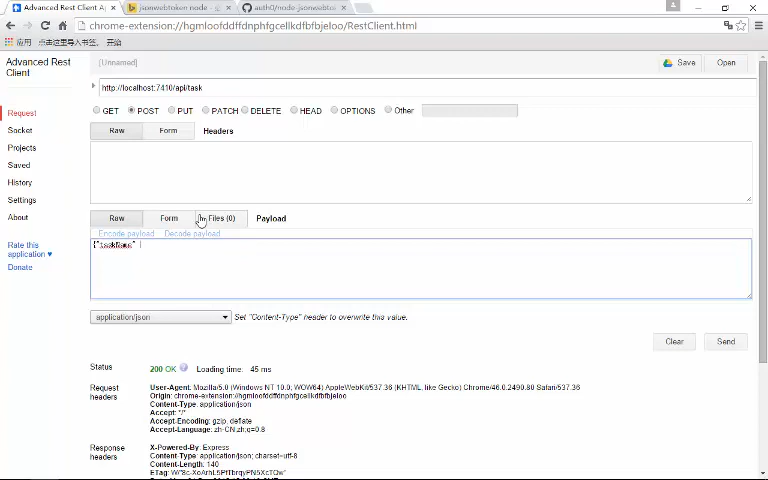 Advanced Rest Client A
jsonwebtoken node - 
auth0/node-jsonwebtok
chrome-extension://hgmloofddffdnphfgcellkdfbfbjeloo/RestClient.html
应用 点击这里导入书签。 开始
Advanced Rest
Client
[Unnamed]
Save
Open
http://localhost:7410/api/task
GET POST PUT PATCH DELETE HEAD OPTIONS Other
Raw Form Headers
Request
Socket
Projects
Saved
History
Settings
About
Rate this
application ♥
Donate
Raw Form Files (0) Payload
Encode payload Decode payload
{"taskName"
application/json
Set "Content-Type" header to overwrite this value.
Clear
Send
Status 200 OK Loading time: 45 ms
Request
headers
User-Agent: Mozilla/5.0 (Windows NT 10.0; WOW64) AppleWebKit/537.36 (KHTML, like Gecko) Chrome/46.0.2490.80 Safari/537.36
Origin: chrome-extension://hgmloofddffdnphfgcellkdfbfbjeloo
Content-Type: application/json
Accept: */*
Accept-Encoding: gzip, deflate
Accept-Language: zh-CN,zh;q=0.8
Response
headers
X-Powered-By: Express
Content-Type: application/json; charset=utf-8
Content-Length: 140
ETag: W/"8c-XoArhL5PfTbrqyPN5XcTQw"